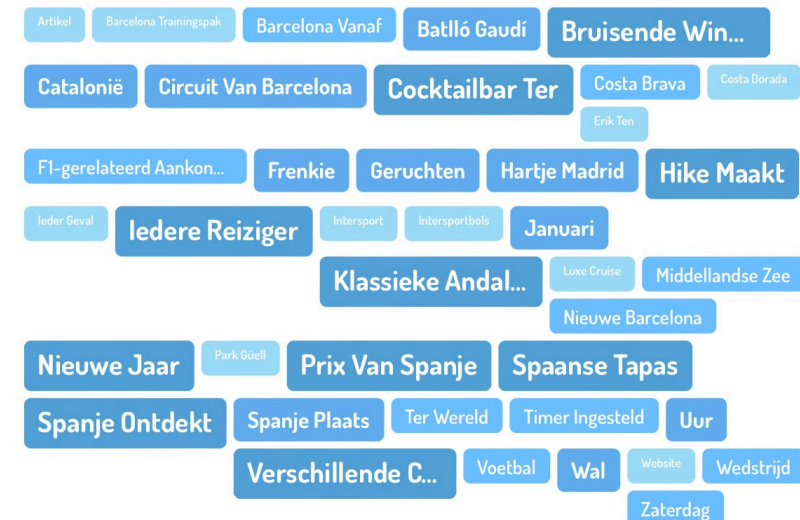 Artikel Barcelona Trainingspak Barcelona Vanaf Batlló Gaudí Bruisende Win...
Catalonië Circuit Van Barcelona Cocktailbar Ter Costa Brava Costa Dorada
Erik Ten
F1-gerelateerd Aankon... Frenkie Geruchten Hartje Madrid Hike Maakt
Ieder Geval Iedere Reiziger Intersport Intersportbols Januari
Klassieke Andal... Luxe Cruise Middellandse Zee
Nieuwe Barcelona
Nieuwe Jaar Park Güell Prix Van Spanje Spaanse Tapas
Spanje Ontdekt Spanje Plaats Ter Wereld Timer Ingesteld Uur
Verschillende C... Voetbal Wal Website Wedstrijd
Zaterdag